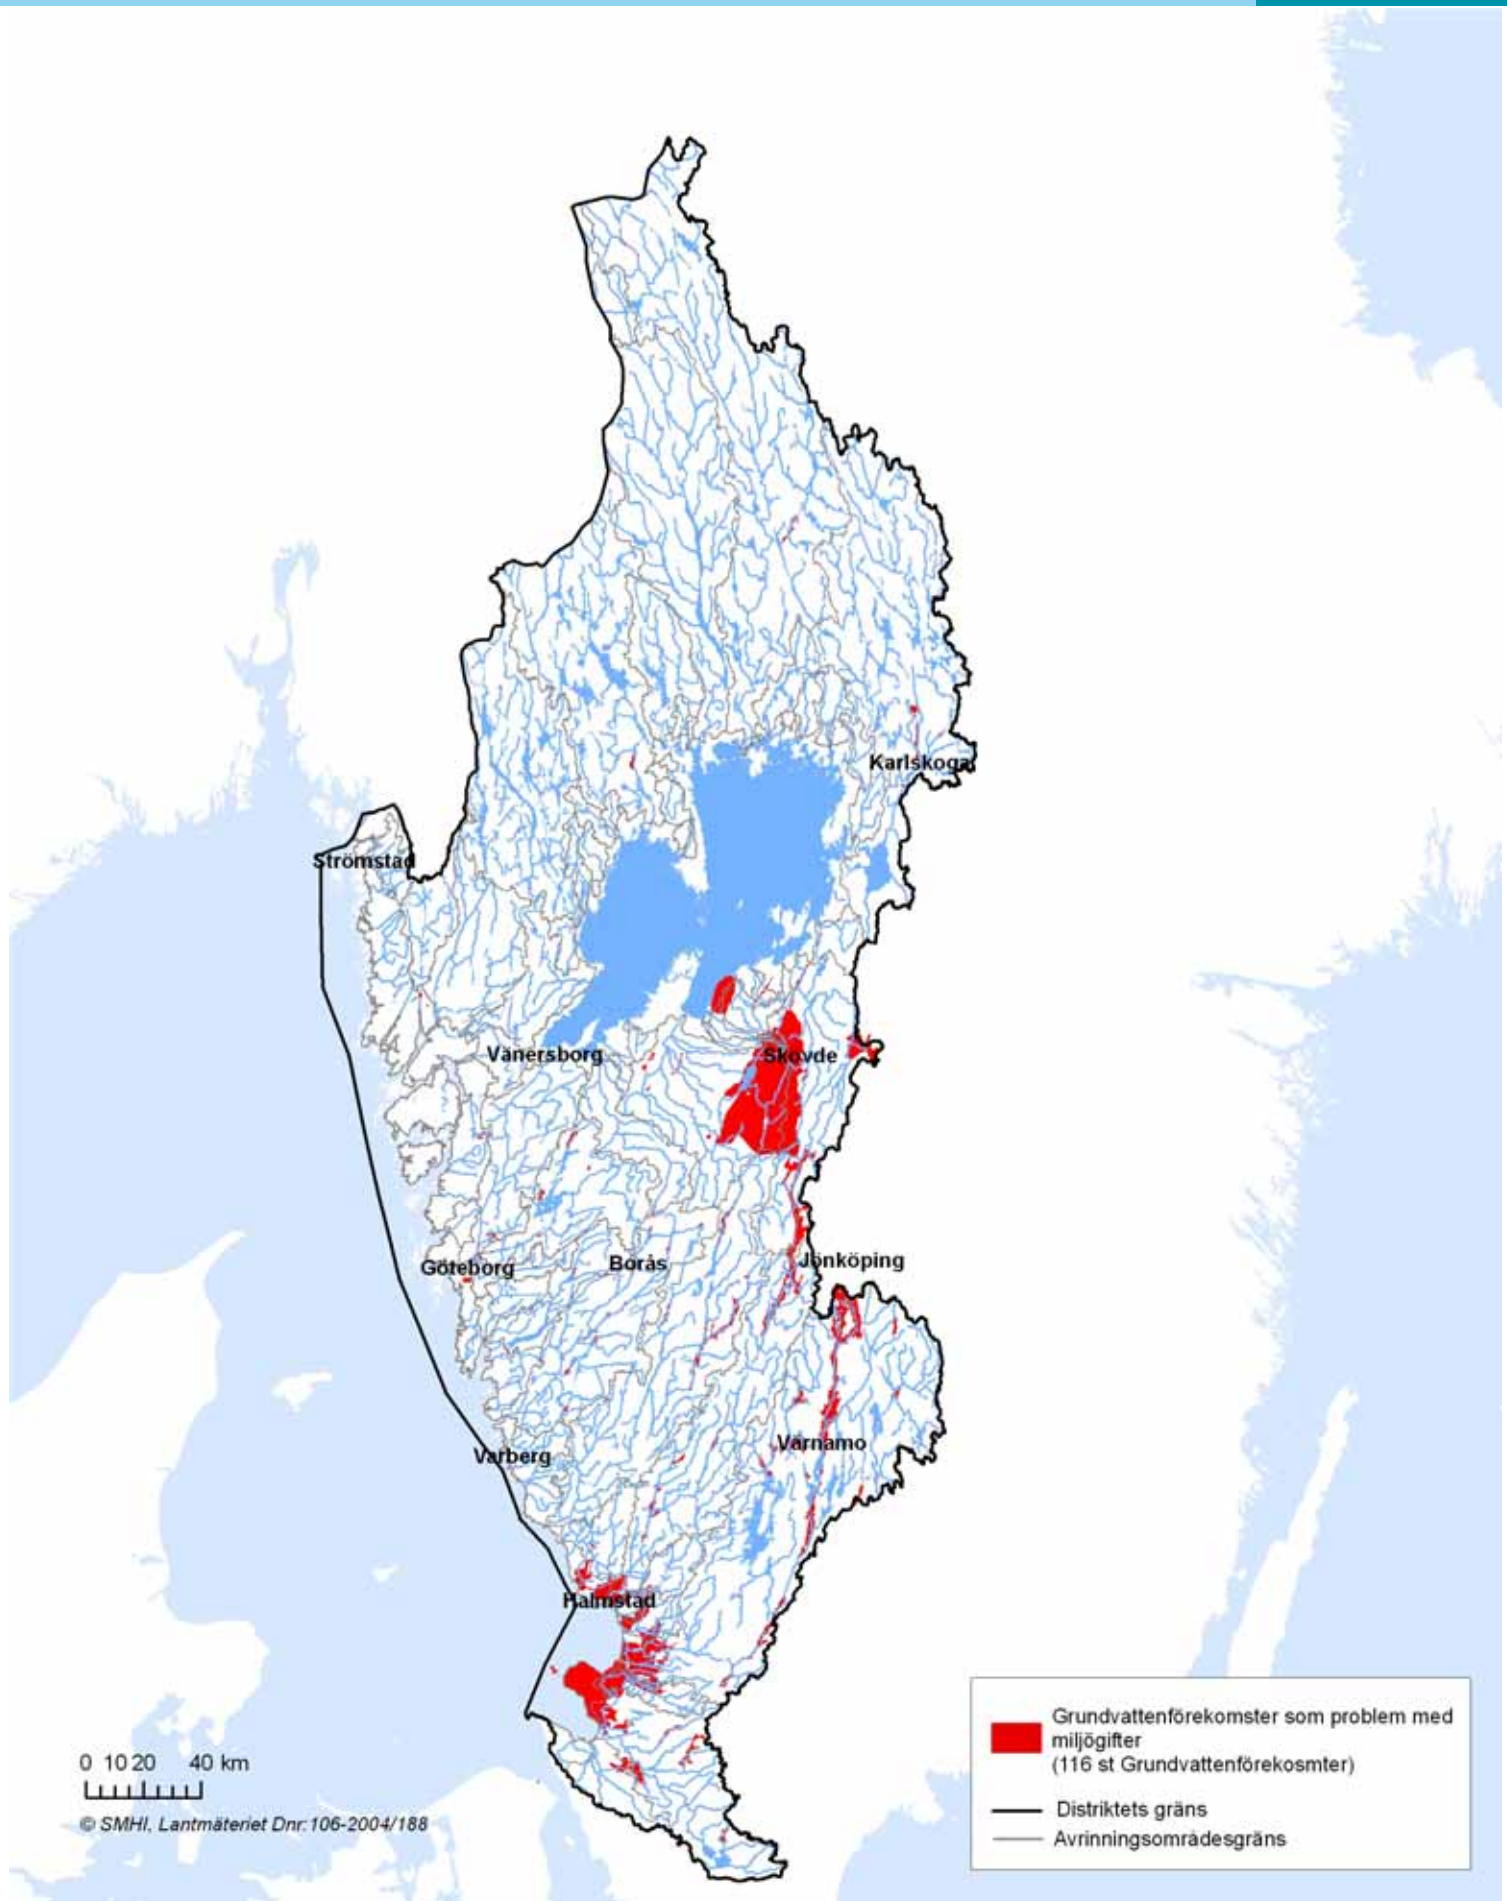 Karlskoga
Strömstad
Vänersborg
Skövde
Göteborg
Borås
Jönköping
Värnamo
Varberg
Halmstad
Grundvattenförekomster som problem med
miljögifter
(116 st Grundvattenförekosmter)
Distriktets gräns
Avrinningsområdesgräns
0 10 20 40 km
© SMHI, Lantmäteriet Dnr:106-2004/188